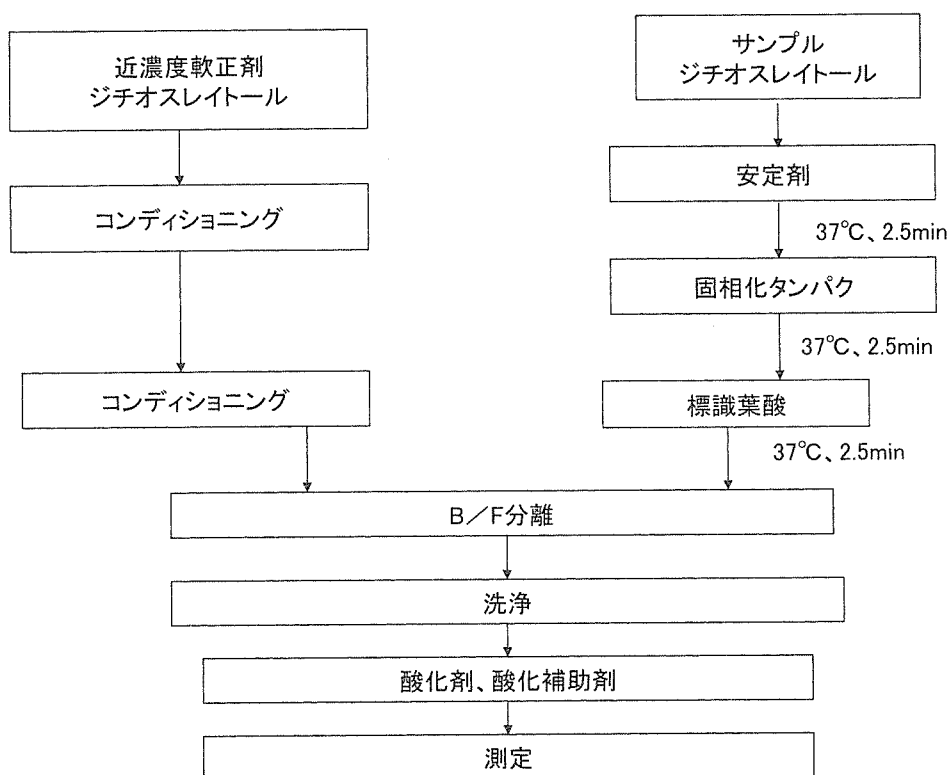 近濃度軟正剤
ジチオスレイトール
コンディショニング
コンディショニング
サンプル
ジチオスレイトール
安定剤
37℃、2.5min
固相化タンパク
37℃、2.5min
標識葉酸
37℃、2.5min
B／F分離
洗浄
酸化剤、酸化補助剤
測定